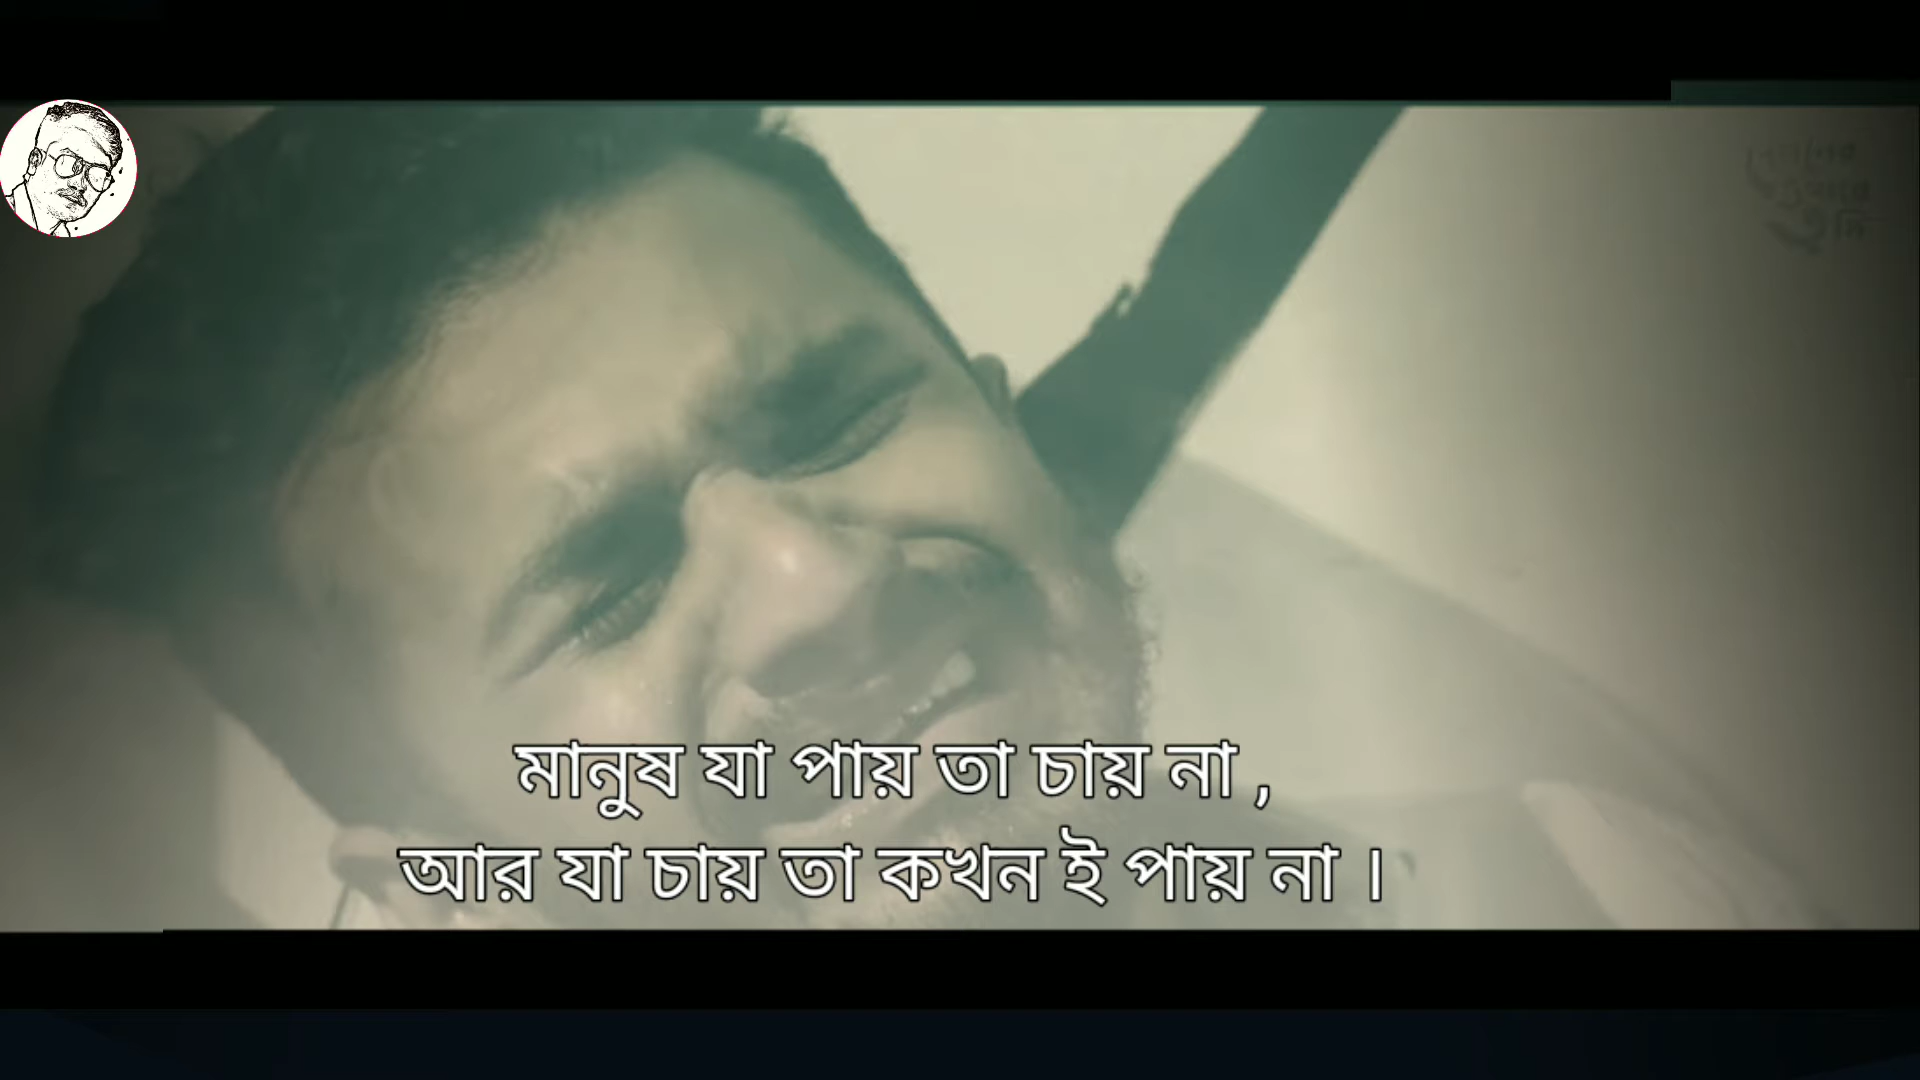 মানুষ যা পায় তা চায় না ,
আর যা চায় তা কখন ই পায় না ।